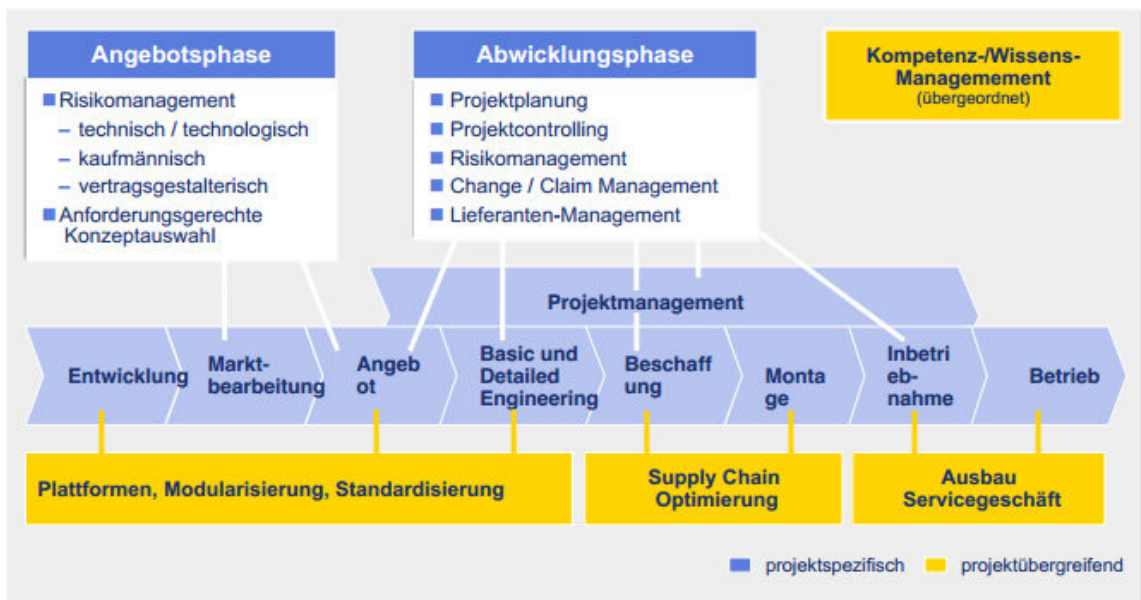 Angebotsphase
Risikomanagement
– technisch / technologisch
– kaufmännisch
– vertragsgestalterisch
Anforderungsgerechte
Konzeptauswahl
Abwicklungsphase
Projektplanung
Projektcontrolling
Risikomanagement
Change / Claim Management
Lieferanten-Management
Kompetenz-/Wissens-
Managemement
(übergeordnet)
Projektmanagement
Entwicklung
Markt-
bearbeitung
Angeb
ot
Basic und
Detailed
Engineering
Beschaff
ung
Monta
ge
Inbetri
eb-
nahme
Betrieb
Plattformen, Modularisierung, Standardisierung
Supply Chain
Optimierung
Ausbau
Servicegeschäft
projektspezifisch
projektübergreifend